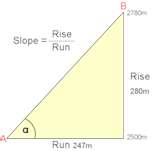 B
2780m
Slope = Rise
Run
Rise
280m
A
α
2500m
Run 247m